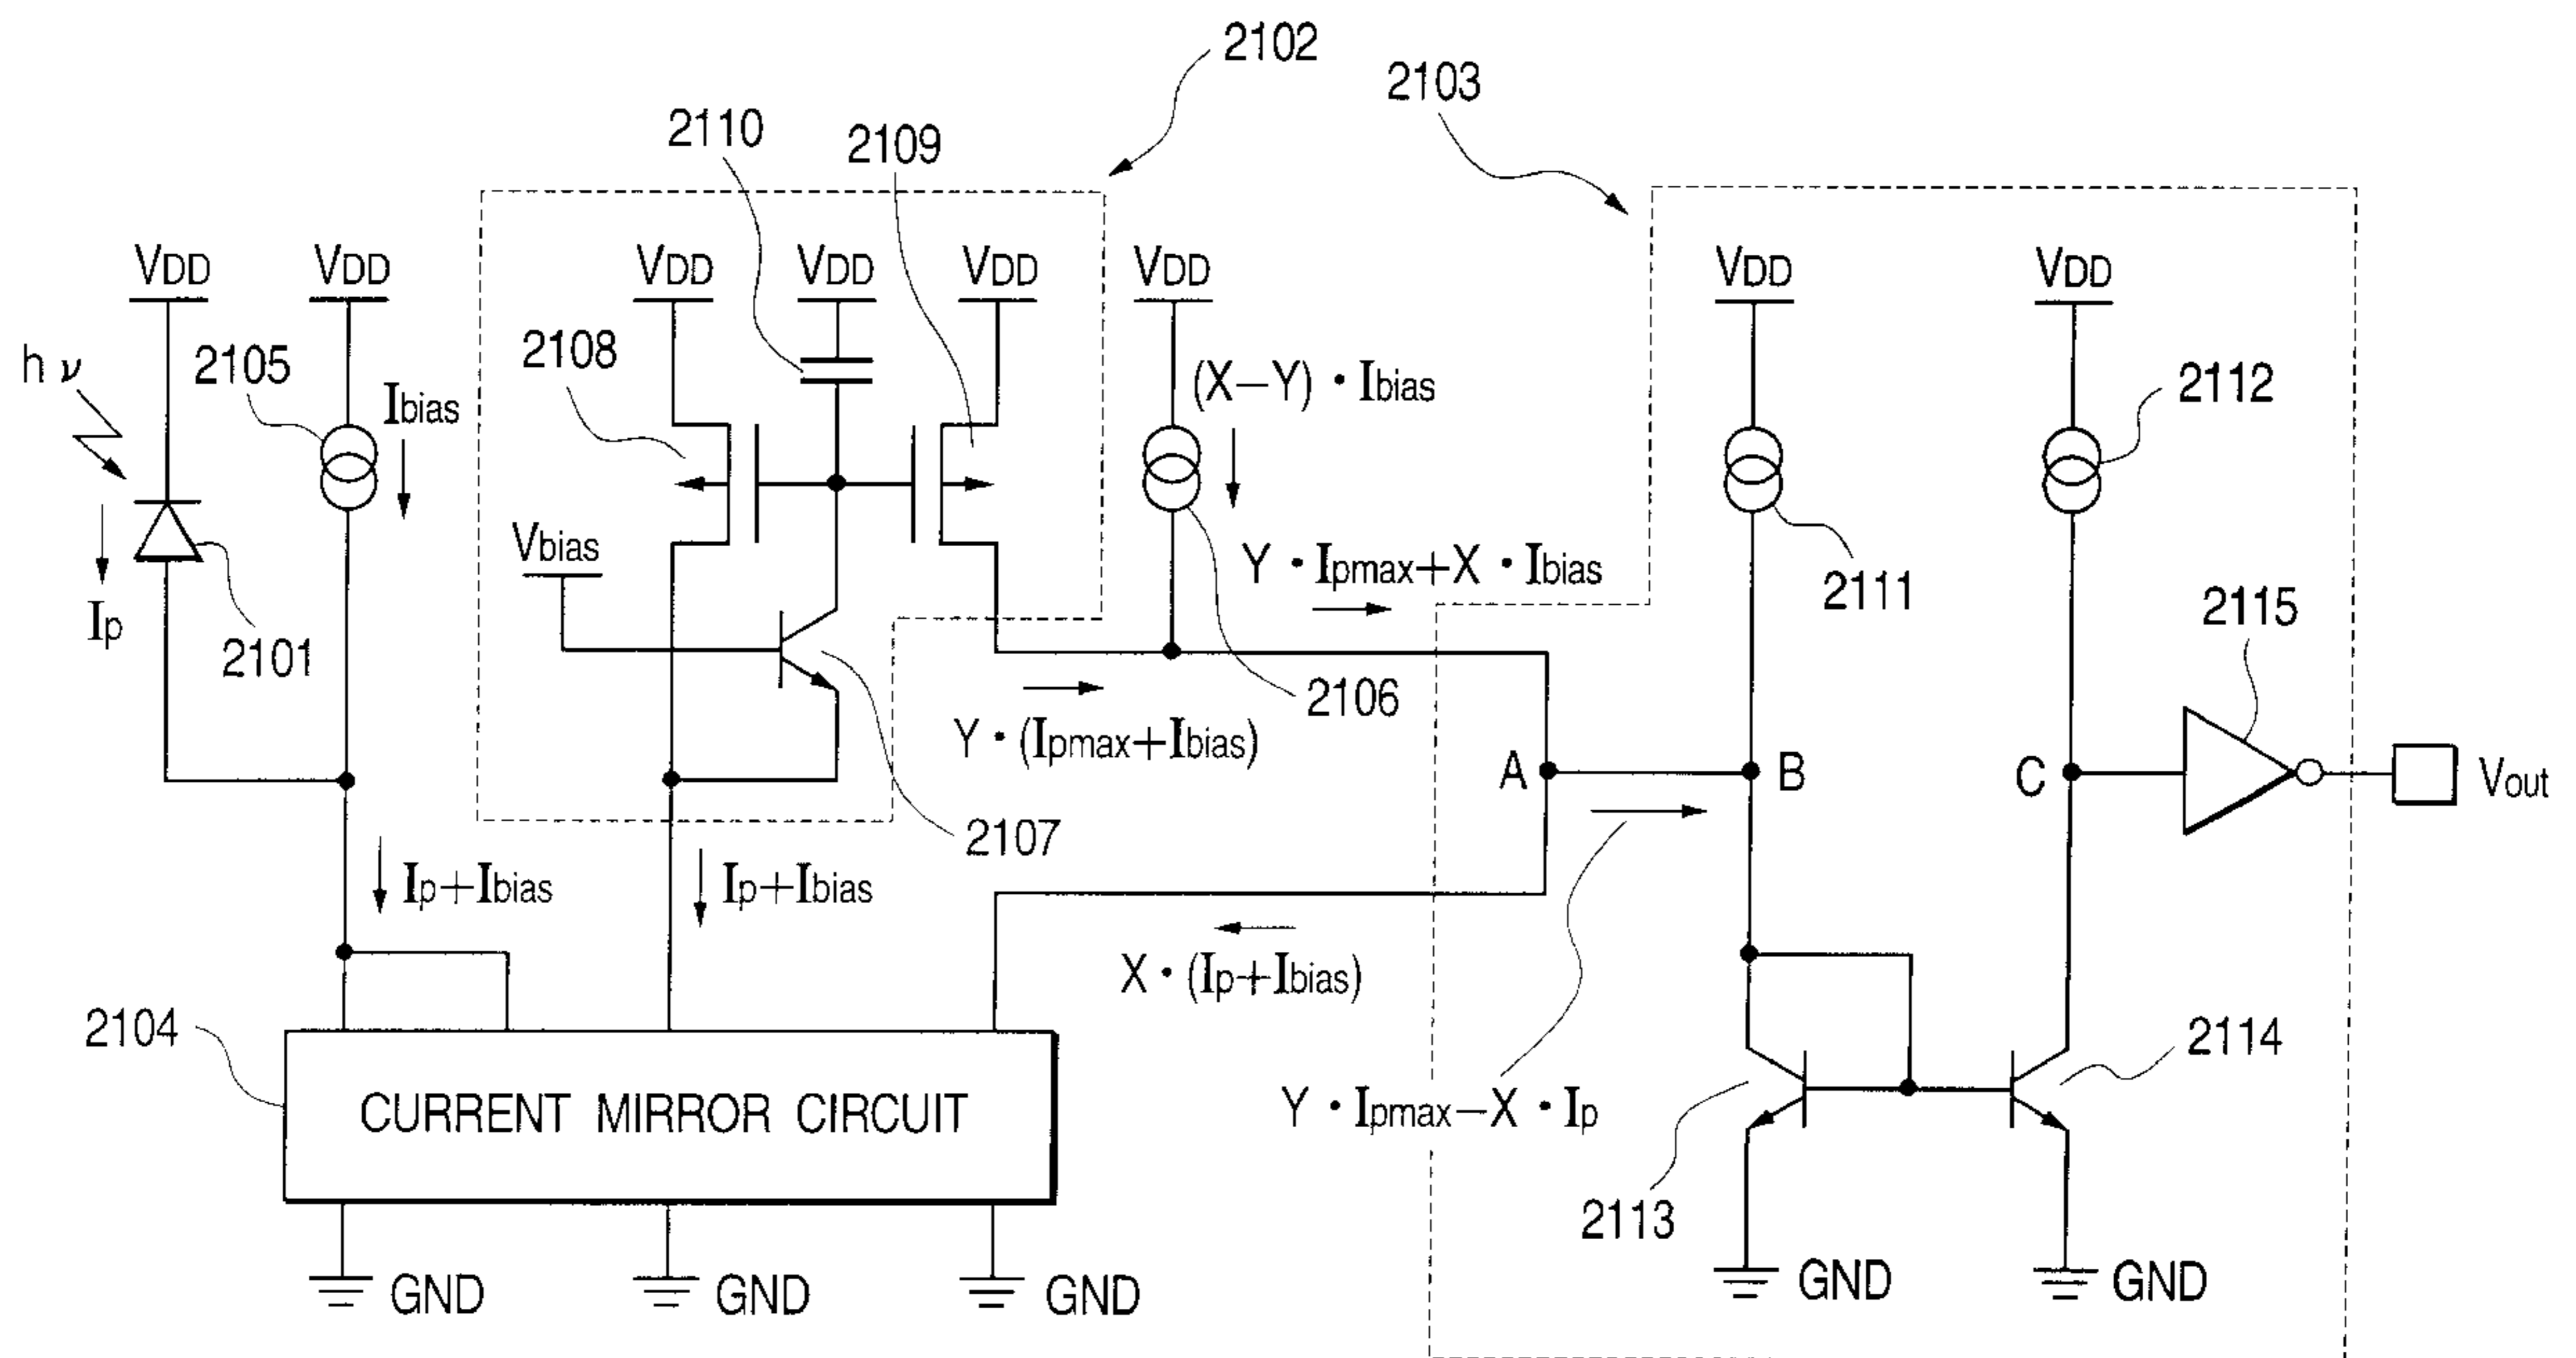 2102
2103
2110
2109
VDD
VDD
VDD
VDD
VDD
VDD
VDD
VDD
hν
2105
Ibias
2108
(X−Y)・Ibias
2112
Vbias
Y・Ipmax+X・Ibias
2111
Ip
2101
2115
2106
Y・(Ipmax+Ibias)
A
B
C
Vout
2107
Ip+Ibias
Ip+Ibias
X・(Ip+Ibias)
2104
CURRENT MIRROR CIRCUIT
Y・Ipmax−X・Ip
2114
2113
GND
GND
GND
GND
GND